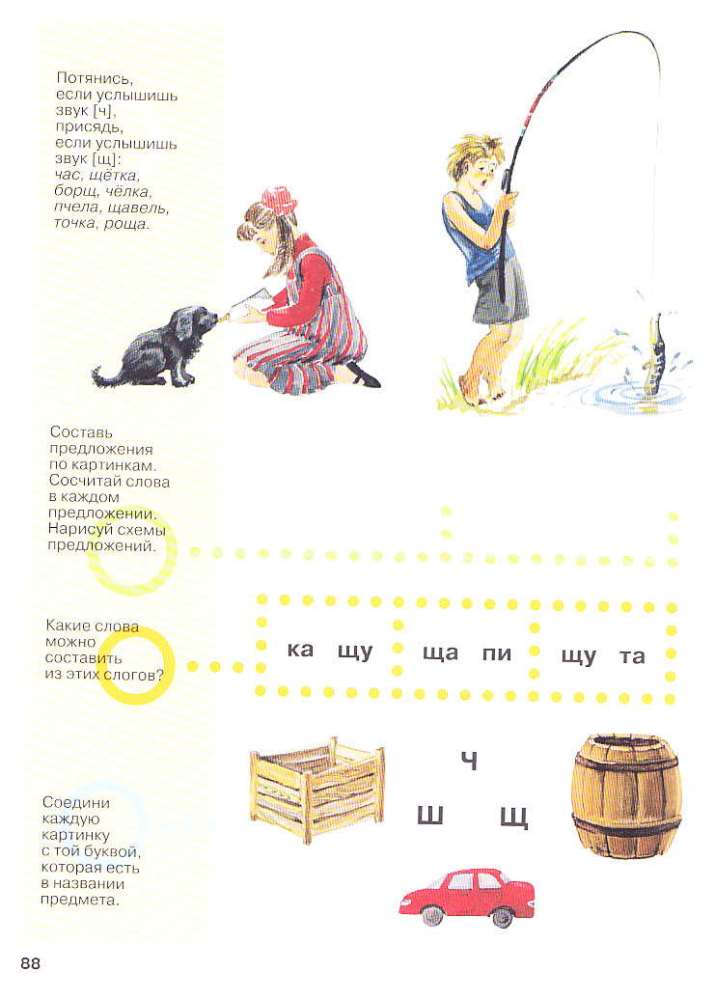 Потянись,
если услышишь
звук [ч],
присядь,
если услышишь
звук [щ]:
час, щётка,
борщ, чёлка,
пчела, щавель,
точка, роща.
Составь
предложения
по картинкам.
Сосчитай слова
в каждом
предложении.
Нарисуй схемы
предложений.
Какие слова
можно
составить
из этих слогов?
ка щу ща пи щу та
Соедини
каждую
картинку
с той буквой,
которая есть
в названии
предмета.
ч
ш щ
88